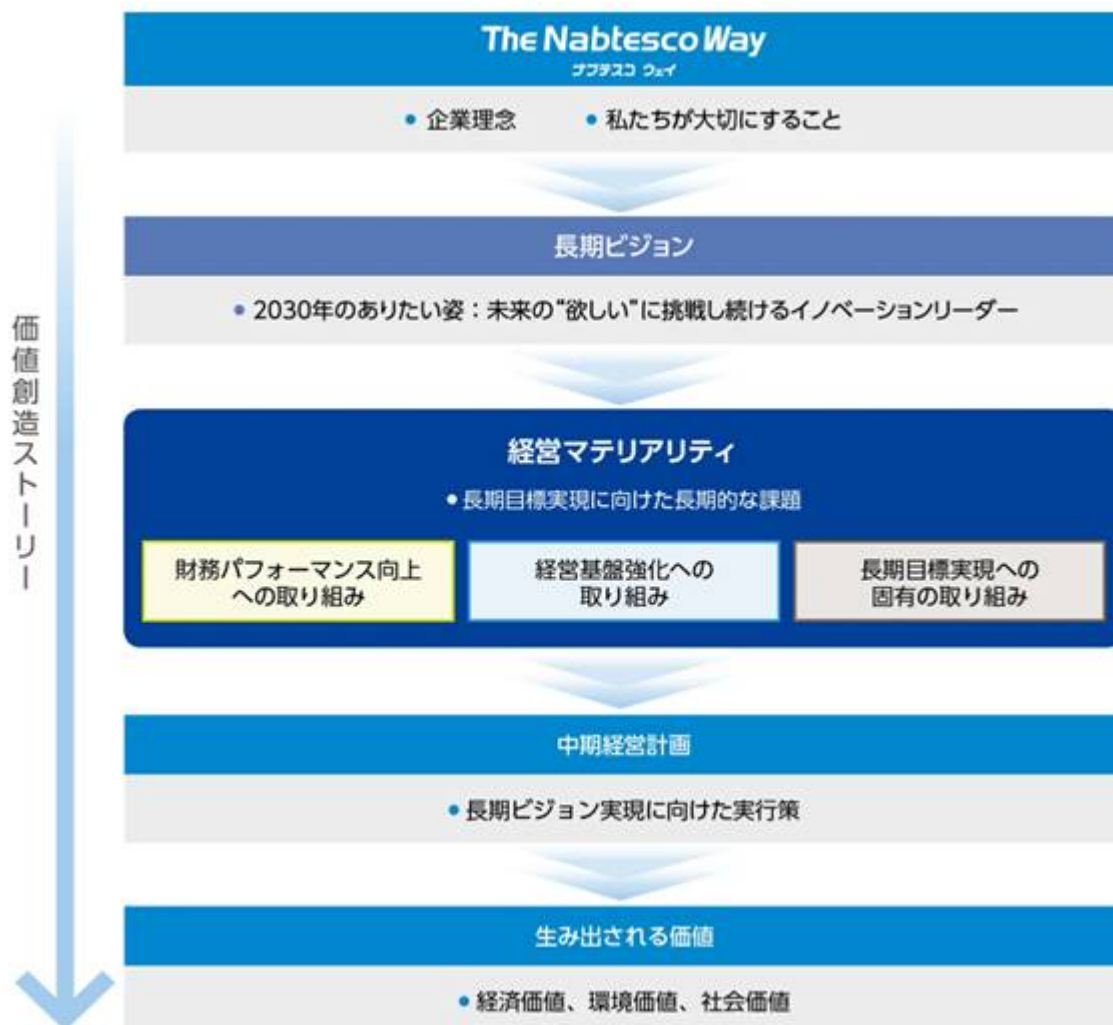 The Nabtesco Way
ナブテスコ ウェイ
• 企業理念 • 私たちが大切にすること
長期ビジョン
• 2030年のありたい姿：未来の“欲しい”に挑戦し続けるイノベーションリーダー
価値創造ストーリー
経営マテリアリティ
• 長期目標実現に向けた長期的な課題
財務パフォーマンス向上
への取り組み
経営基盤強化への
取り組み
長期目標実現への
固有の取り組み
中期経営計画
• 長期ビジョン実現に向けた実行策
生み出される価値
• 経済価値、環境価値、社会価値